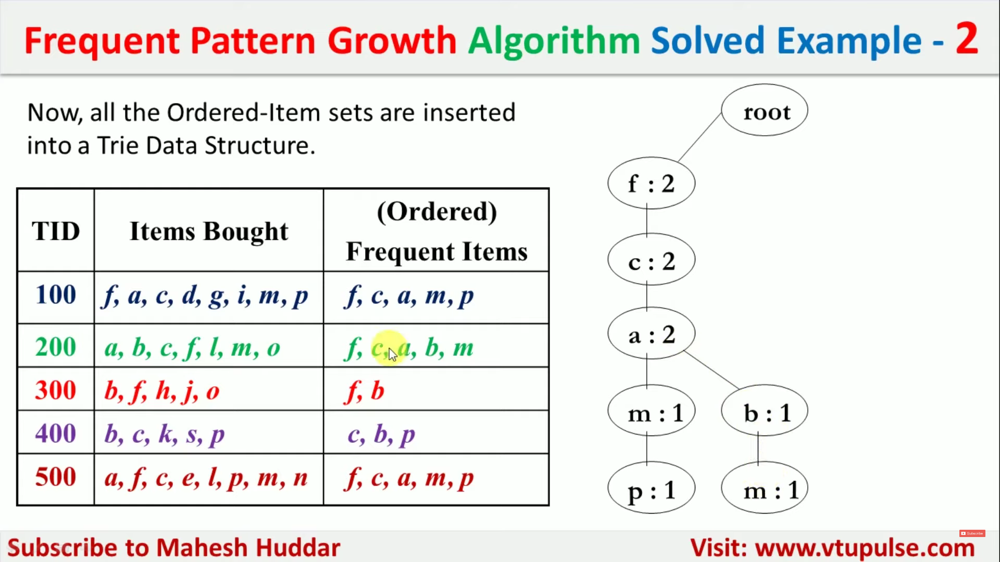 Frequent Pattern Growth Algorithm Solved Example - 2
Now, all the Ordered-Item sets are inserted
into a Trie Data Structure.
TID Items Bought (Ordered) Frequent Items
100 f, a, c, d, g, i, m, p f, c, a, m, p
200 a, b, c, f, l, m, o f, c, a, b, m
300 b, f, h, j, o f, b
400 b, c, k, s, p c, b, p
500 a, f, c, e, l, p, m, n f, c, a, m, p
root
f : 2
c : 2
a : 2
m : 1 b : 1
p : 1 m : 1
Subscribe
Subscribe to Mahesh Huddar Visit: www.vtupulse.com